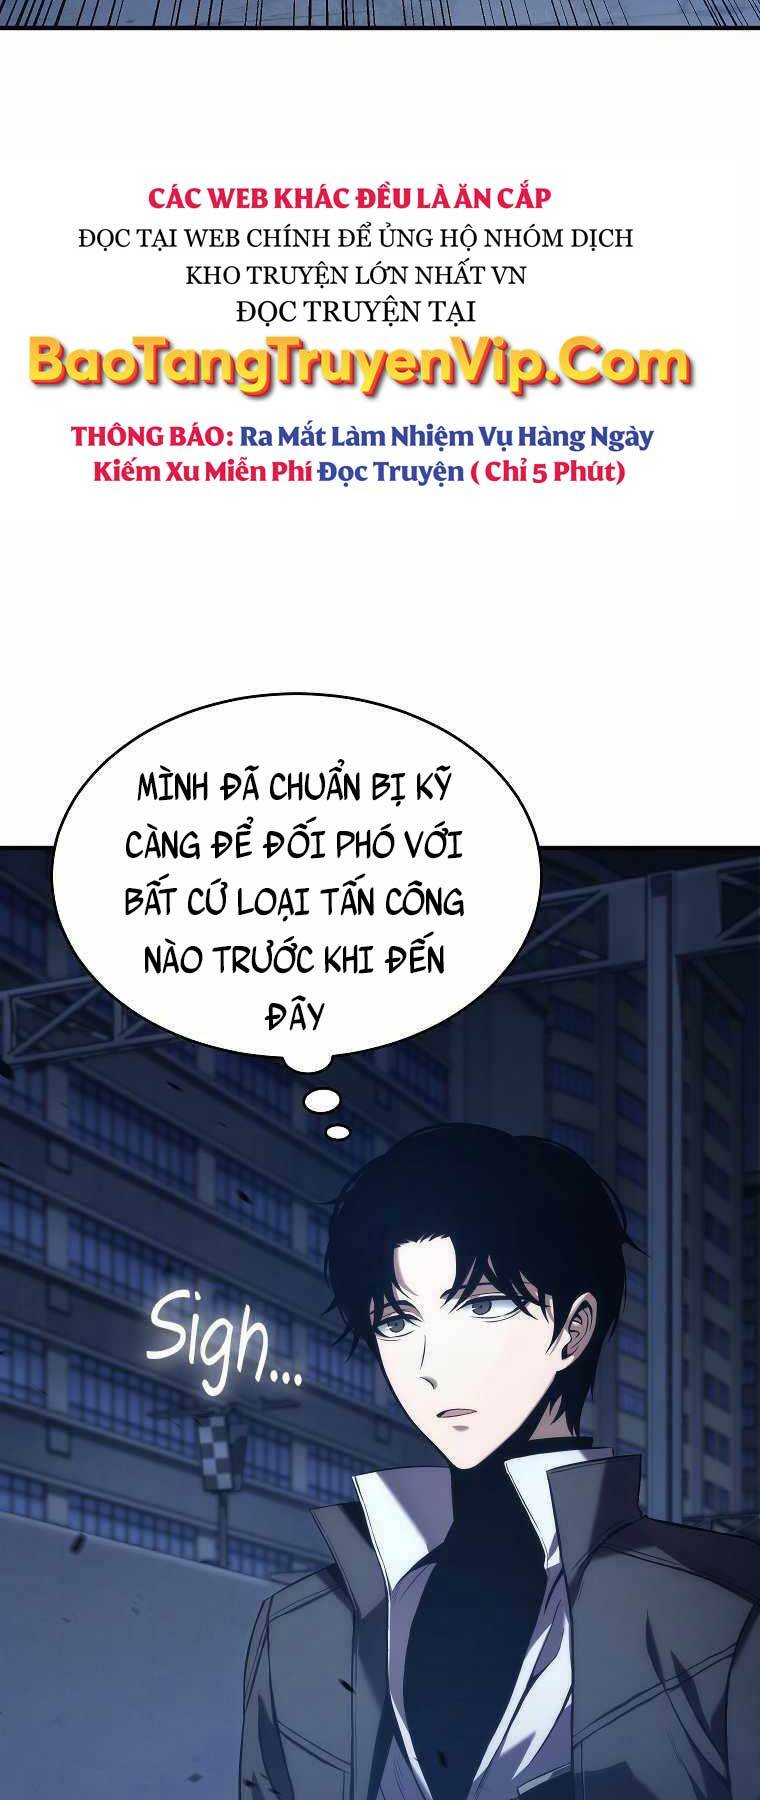 CÁC WEB KHÁC ĐỀU LÀ ĂN CẮP
ĐỌC TẠI WEB CHÍNH ĐỂ ỦNG HỘ NHÓM DỊCH
KHO TRUYỆN LỚN NHẤT VN
ĐỌC TRUYỆN TẠI
BaoTangTruyenVip.Com
THÔNG BÁO: Ra Mắt Làm Nhiệm Vụ Hàng Ngày
Kiếm Xu Miễn Phí Đọc Truyện ( Chỉ 5 Phút)
MÌNH ĐÃ CHUẨN BỊ KỸ
CÀNG ĐỂ ĐỐI PHÓ VỚI
BẤT CỨ LOẠI TẤN CÔNG
NÀO TRƯỚC KHI ĐẾN
ĐÂY
Sigh...